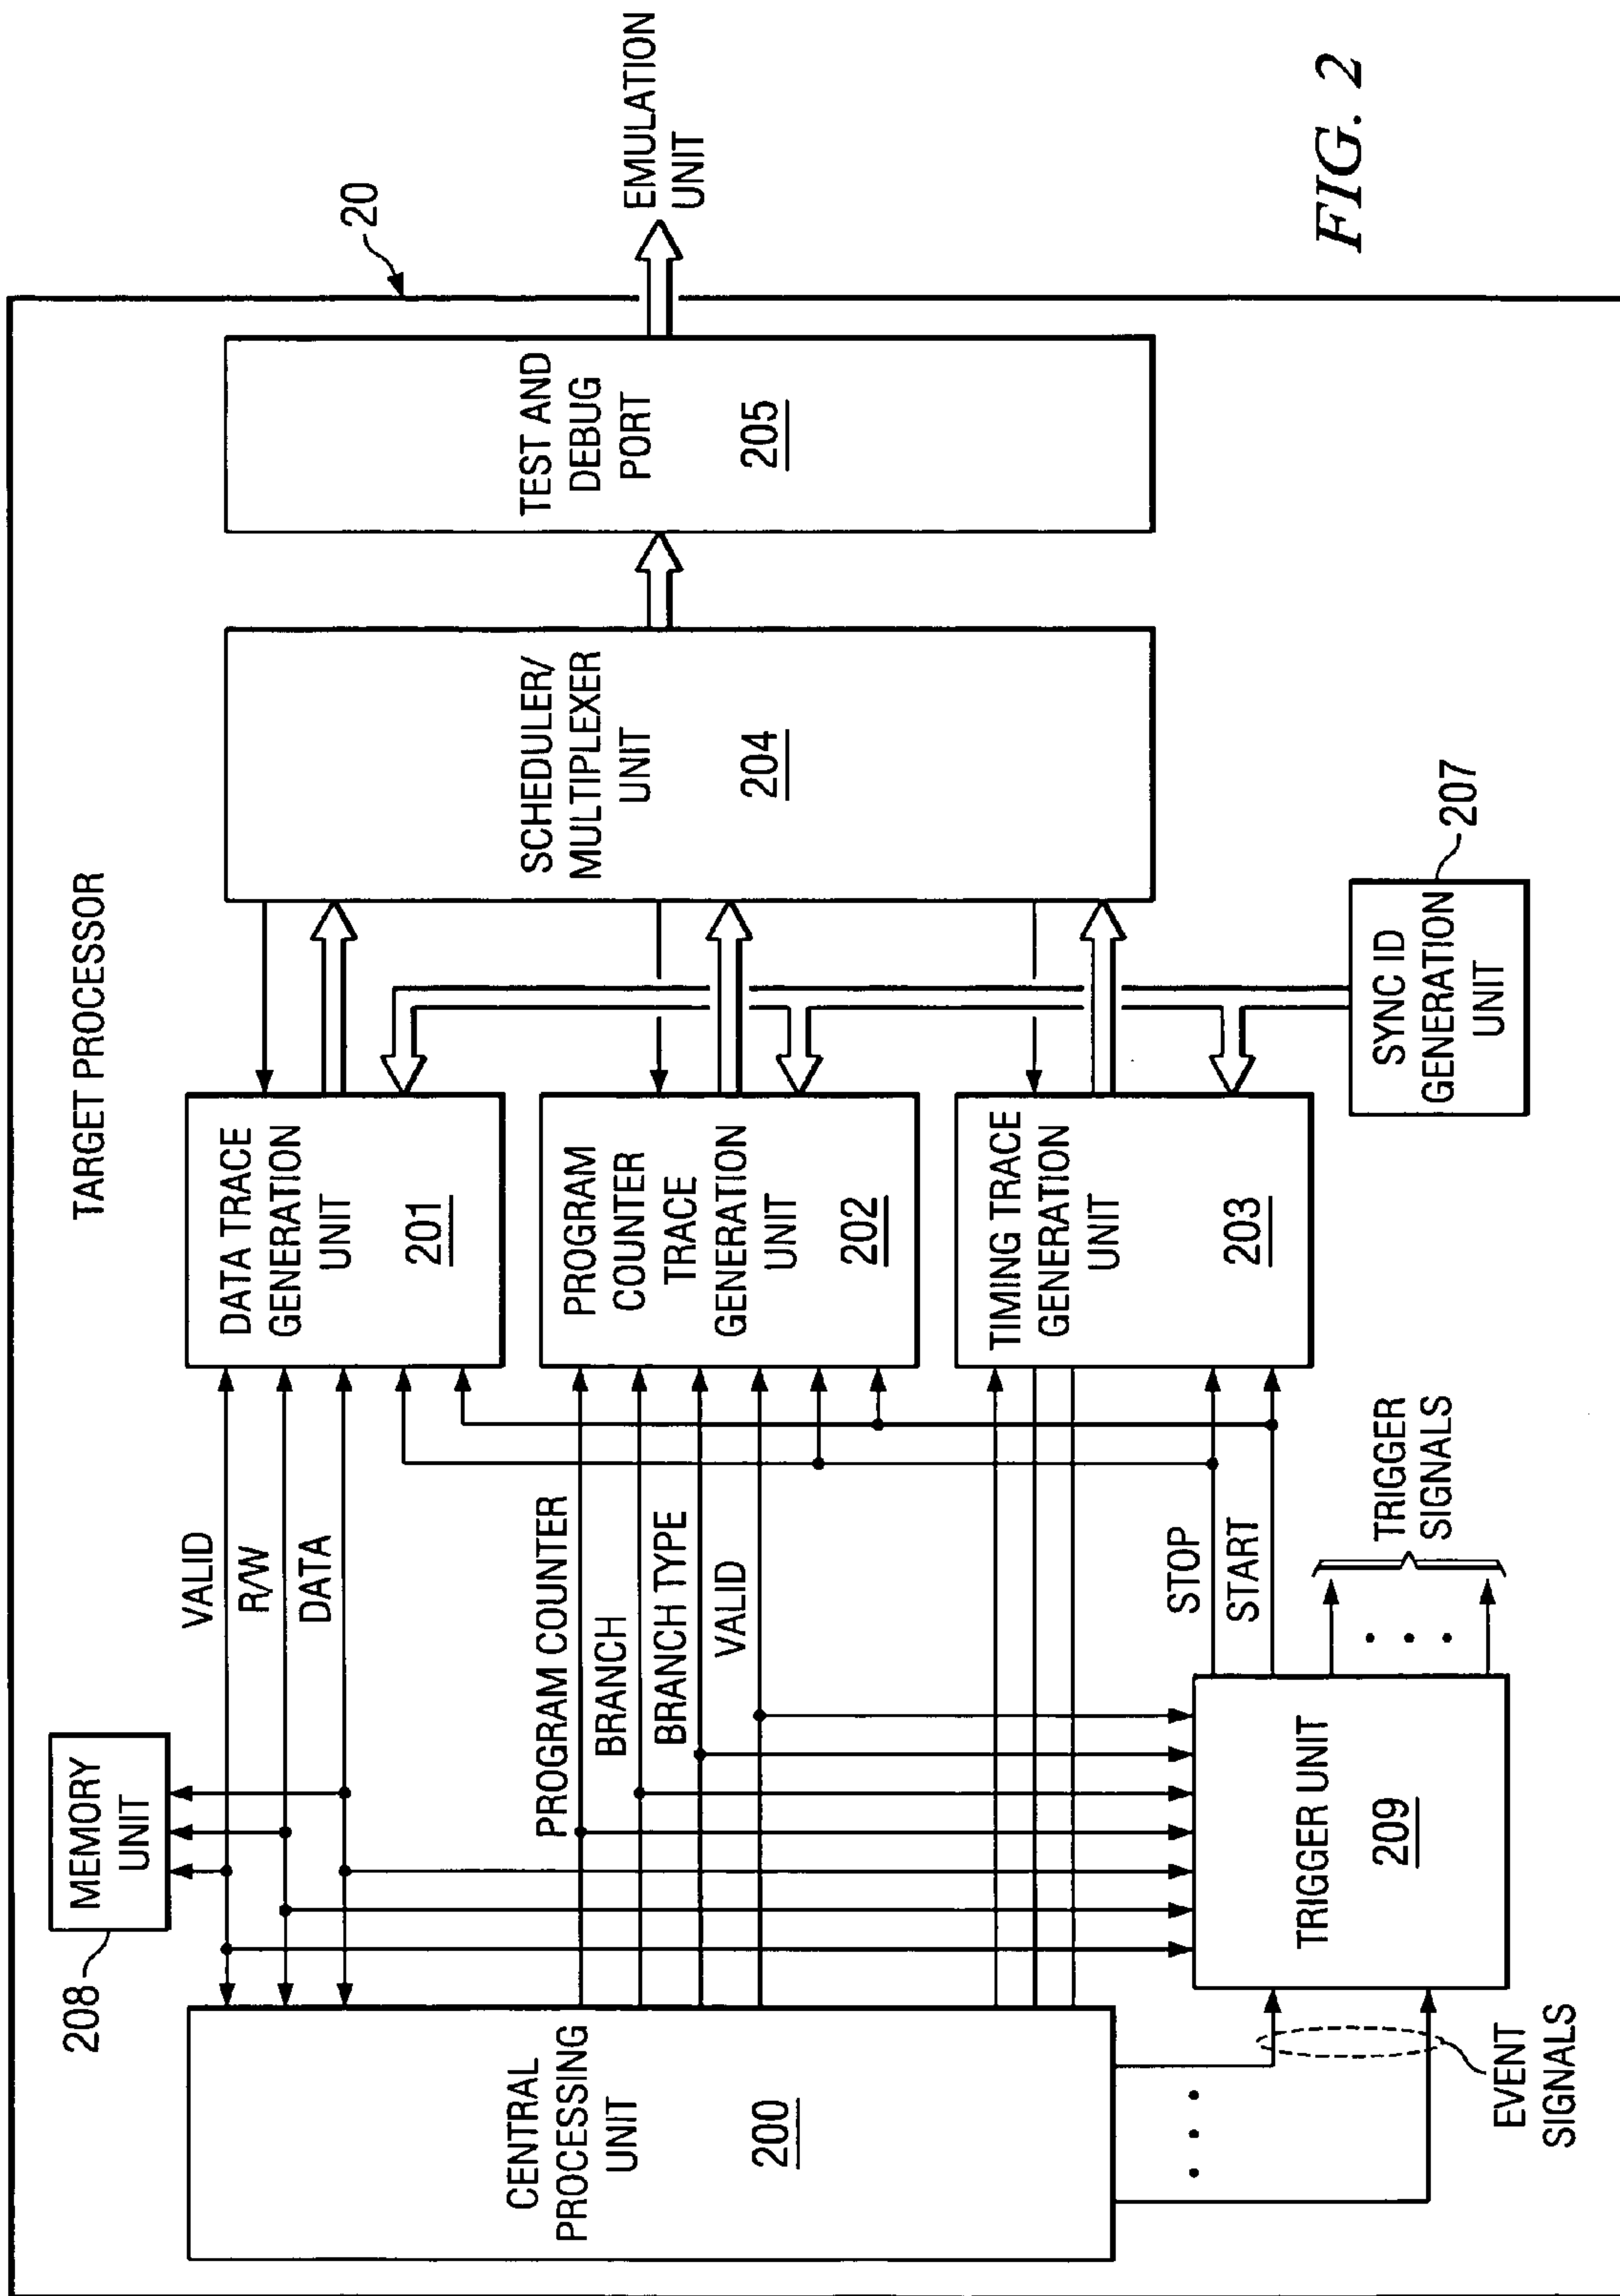 TARGET PROCESSOR
20
208
MEMORY
UNIT
VALID
R/W
DATA
PROGRAM COUNTER
BRANCH
BRANCH TYPE
VALID
STOP
START
CENTRAL
PROCESSING
UNIT
200
DATA TRACE
GENERATION
UNIT
201
PROGRAM
COUNTER
TRACE
GENERATION
UNIT
202
TIMING TRACE
GENERATION
UNIT
203
SCHEDULER/
MULTIPLEXER
UNIT
204
TEST AND
DEBUG
PORT
205
EMULATION
UNIT
TRIGGER UNIT
209
TRIGGER
SIGNALS
EVENT
SIGNALS
SYNC ID
GENERATION
UNIT
207
FIG. 2